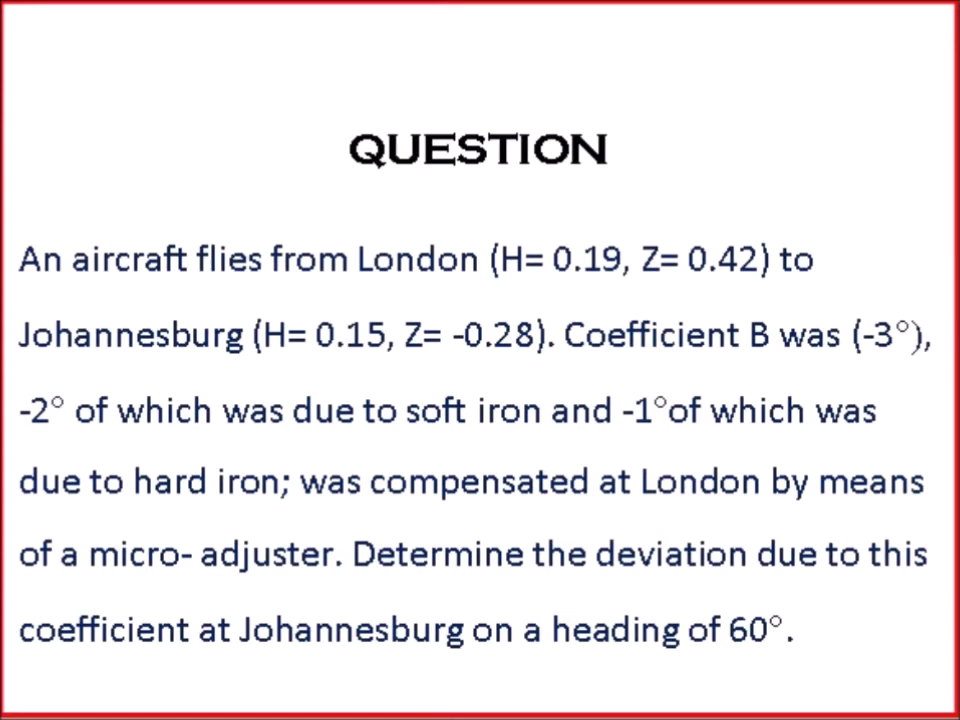 QUESTION
An aircraft flies from London (H= 0.19, Z= 0.42) to
Johannesburg (H= 0.15, Z= -0.28). Coefficient B was (-3°),
-2° of which was due to soft iron and -1°of which was
due to hard iron; was compensated at London by means
of a micro- adjuster. Determine the deviation due to this
coefficient at Johannesburg on a heading of 60°.